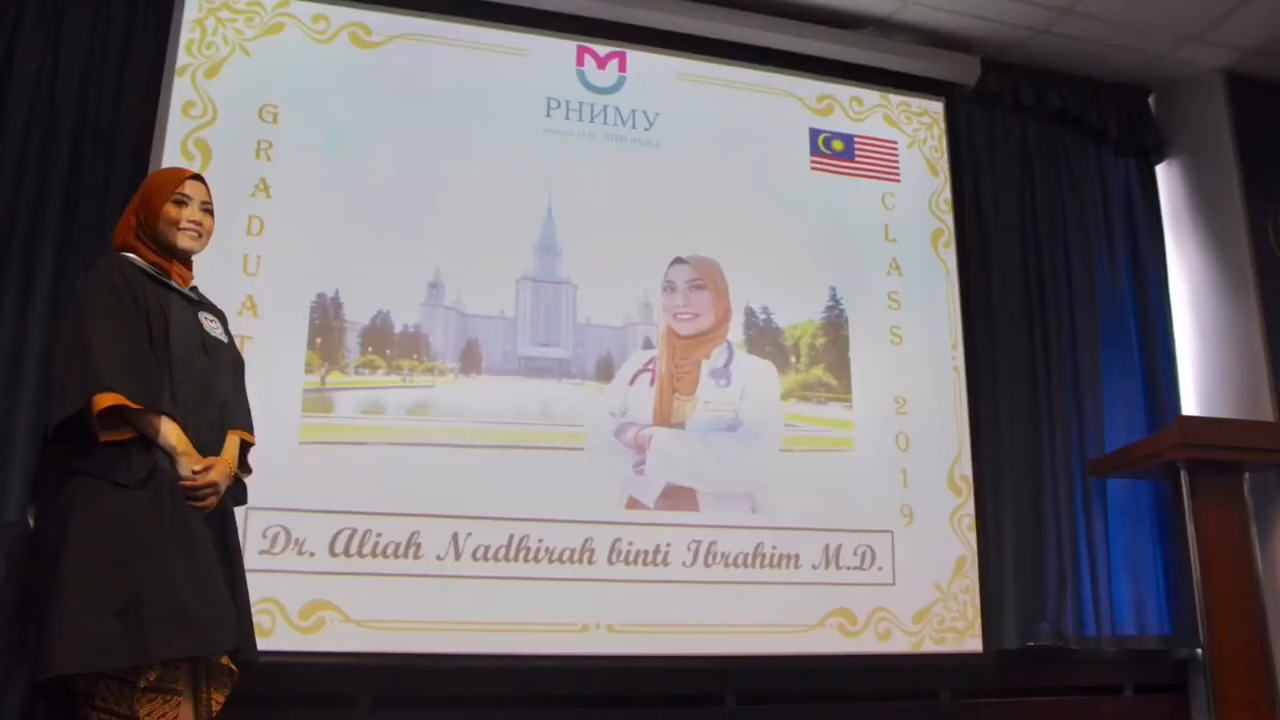 РНИМУ
GRADUAT
CLASS 2019
Dr. Aliah Nadhirah binti Ibrahim M.D.